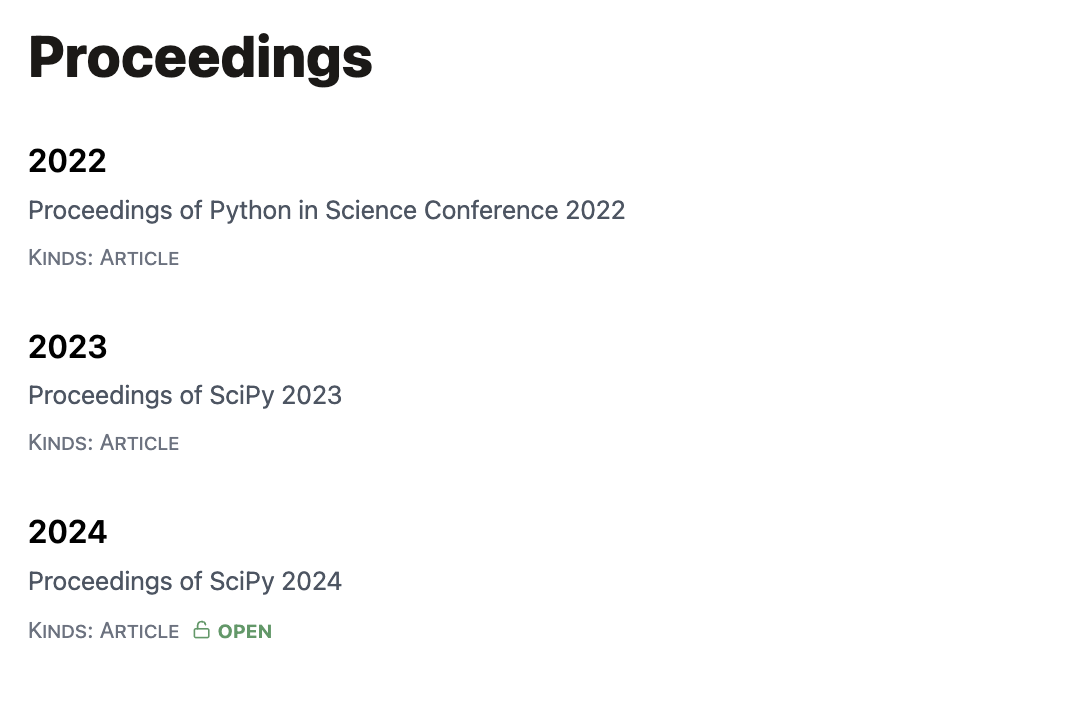 Proceedings
2022
Proceedings of Python in Science Conference 2022
Kinds: Article
2023
Proceedings of SciPy 2023
Kinds: Article
2024
Proceedings of SciPy 2024
Kinds: Article OPEN